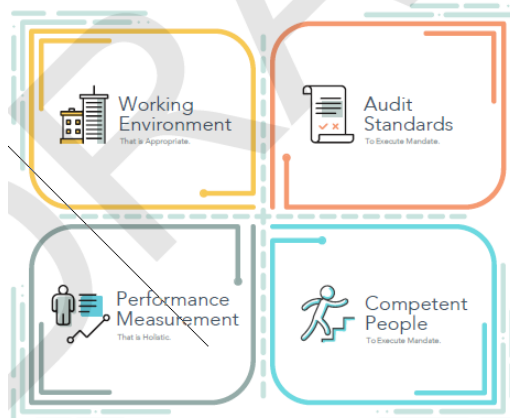 Working
Environment
That is Appropriate.
Audit
Standards
To Execute Mandate.
Performance
Measurement
That is Holistic.
Competent
People
To Execute Mandate.